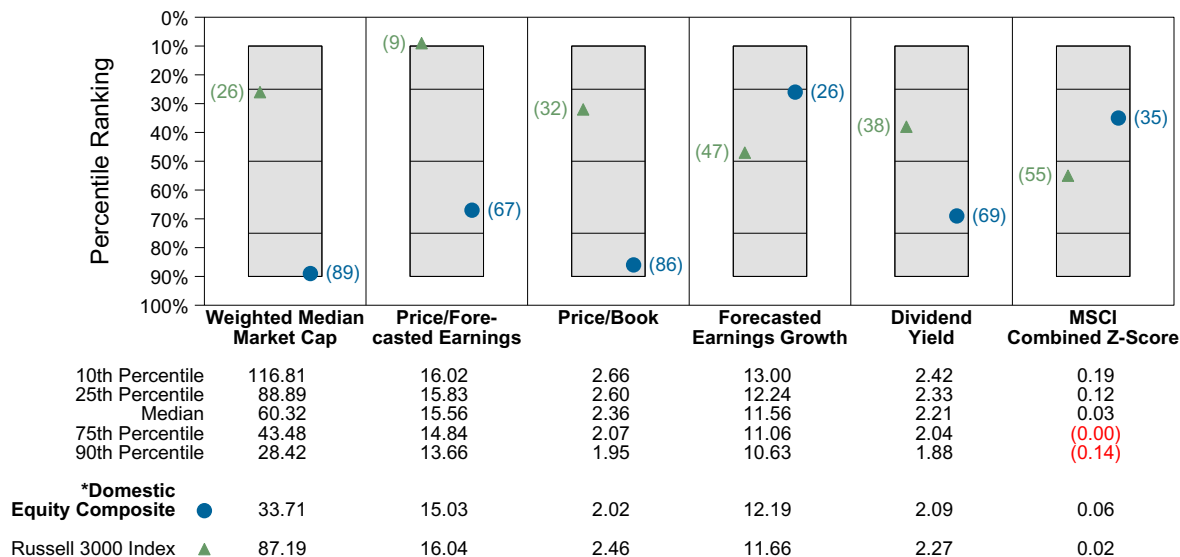 Percentile Ranking
0%
10%
20%
30%
40%
50%
60%
70%
80%
90%
100%
(26)
(89)
(9)
(67)
(32)
(86)
(47)
(26)
(38)
(69)
(55)
(35)
Weighted Median Market Cap
Price/Fore-casted Earnings
Price/Book
Forecasted Earnings Growth
Dividend Yield
MSCI Combined Z-Score
10th Percentile 116.81 16.02 2.66 13.00 2.42 0.19
25th Percentile 88.89 15.83 2.60 12.24 2.33 0.12
Median 60.32 15.56 2.36 11.56 2.21 0.03
75th Percentile 43.48 14.84 2.07 11.06 2.04 (0.00)
90th Percentile 28.42 13.66 1.95 10.63 1.88 (0.14)
*Domestic
Equity Composite 33.71 15.03 2.02 12.19 2.09 0.06
Russell 3000 Index 87.19 16.04 2.46 11.66 2.27 0.02